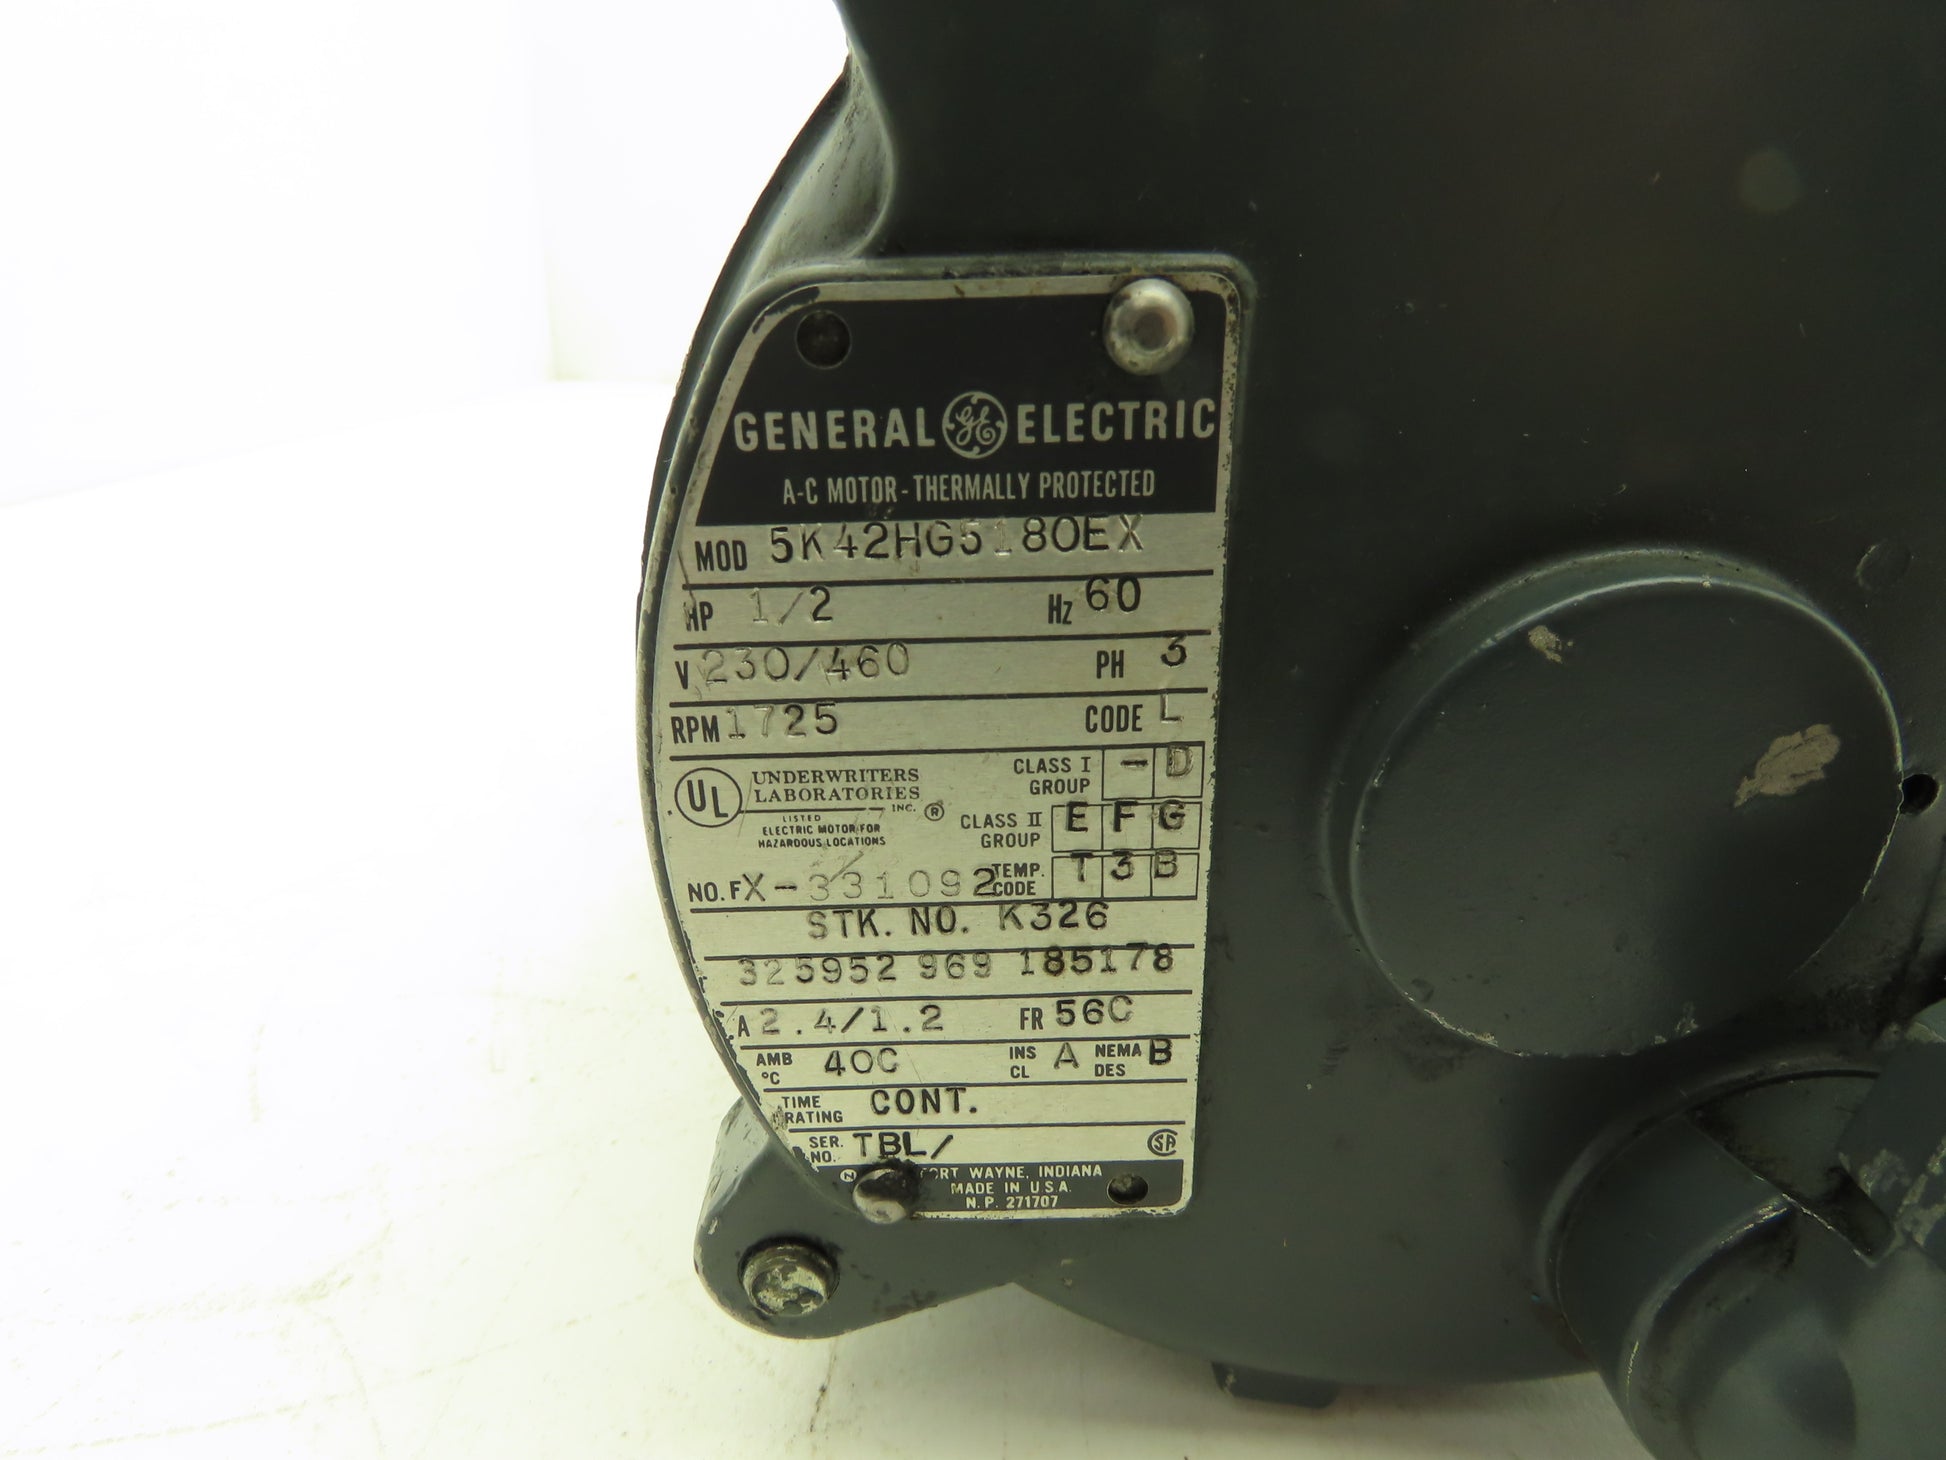 GENERAL GE ELECTRIC
A-C MOTOR - THERMALLY PROTECTED
MOD 5K42HG5180EX
HP 1/2 Hz 60
V 230/460 PH 3
RPM 1725 CODE L
UL UNDERWRITERS LABORATORIES INC. ®
LISTED
ELECTRIC MOTOR FOR
HAZARDOUS LOCATIONS
CLASS I GROUP - D
CLASS II GROUP E F G
NO. FX-331092 TEMP. CODE T 3 B
STK. NO. K326
325952 969 185178
A 2.4/1.2 FR 56C
AMB °C 40C INS CL A NEMA DES B
TIME RATING CONT.
SER. NO. TBL/ SA
WAYNE, INDIANA
MADE IN U.S.A.
N.P. 271707